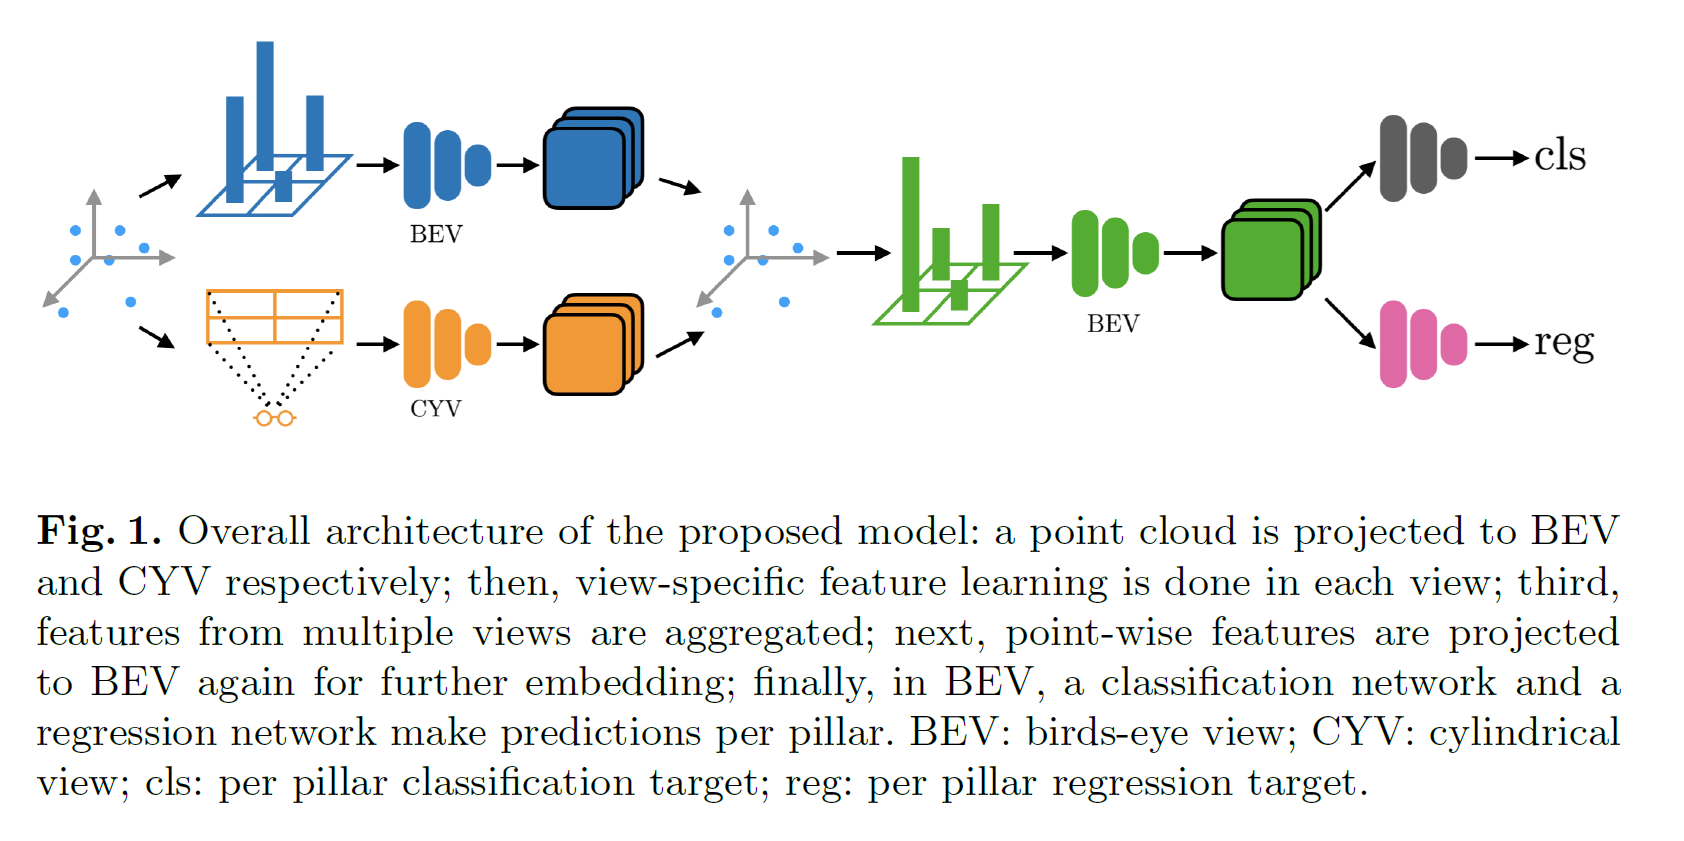 BEV
CYV
BEV
cls
reg
Fig. 1. Overall architecture of the proposed model: a point cloud is projected to BEV
and CYV respectively; then, view-specific feature learning is done in each view; third,
features from multiple views are aggregated; next, point-wise features are projected
to BEV again for further embedding; finally, in BEV, a classification network and a
regression network make predictions per pillar. BEV: birds-eye view; CYV: cylindrical
view; cls: per pillar classification target; reg: per pillar regression target.